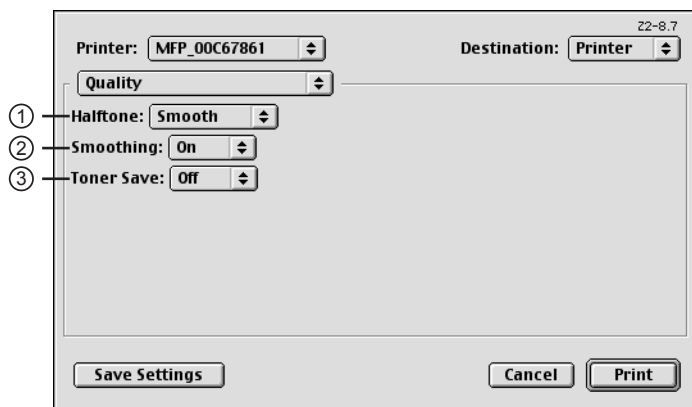 Z2-8.7
Printer: MFP_00C67861 Destination: Printer
Quality
① Halftone: Smooth
② Smoothing: On
③ Toner Save: Off
Save Settings Cancel Print